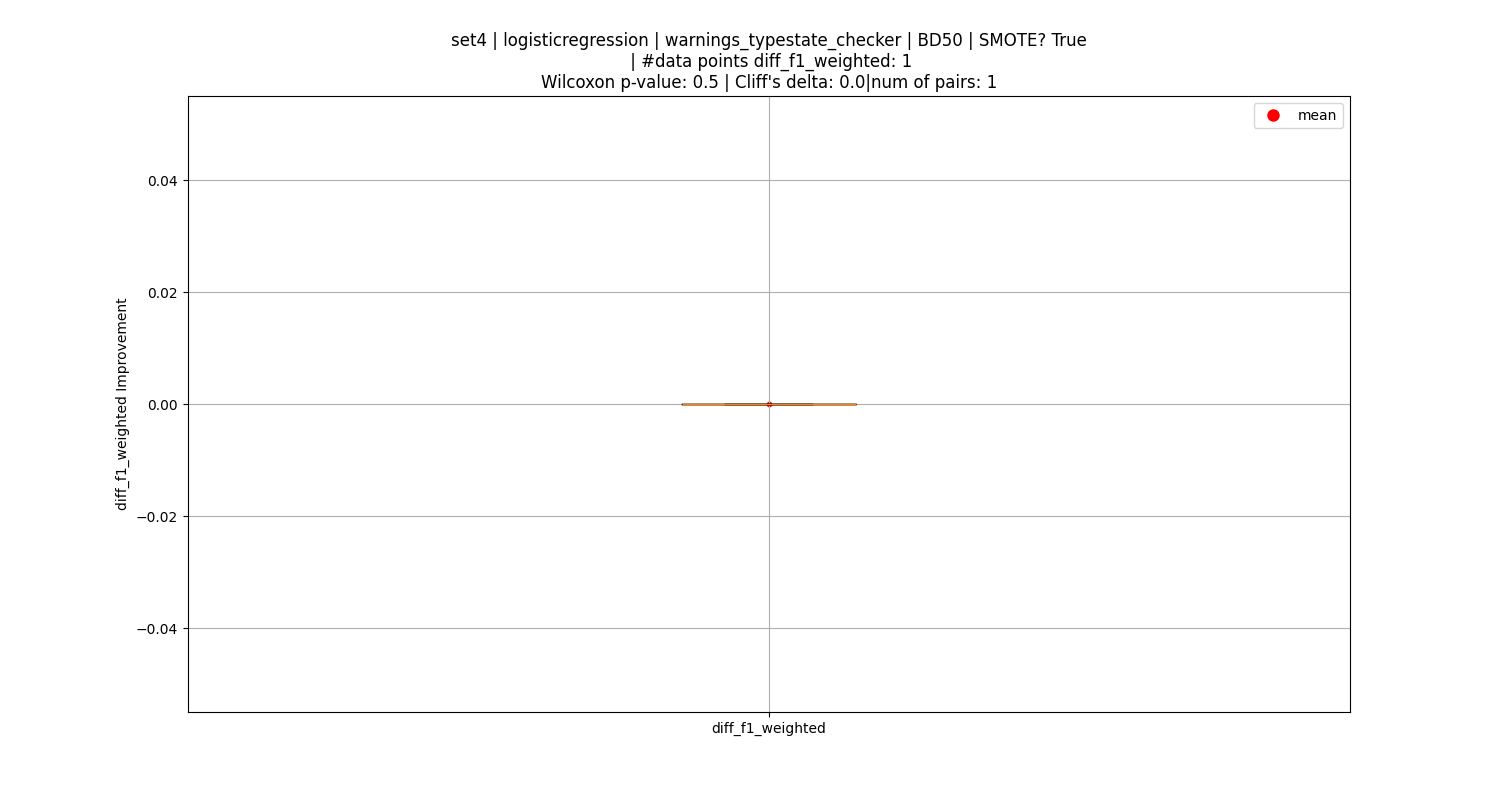 set4 | logisticregression | warnings_typestate_checker | BD50 | SMOTE? True
| #data points diff_f1_weighted: 1
Wilcoxon p-value: 0.5 | Cliff's delta: 0.0|num of pairs: 1
mean
0.04
0.02
0.00
−0.02
−0.04
diff_f1_weighted Improvement
diff_f1_weighted